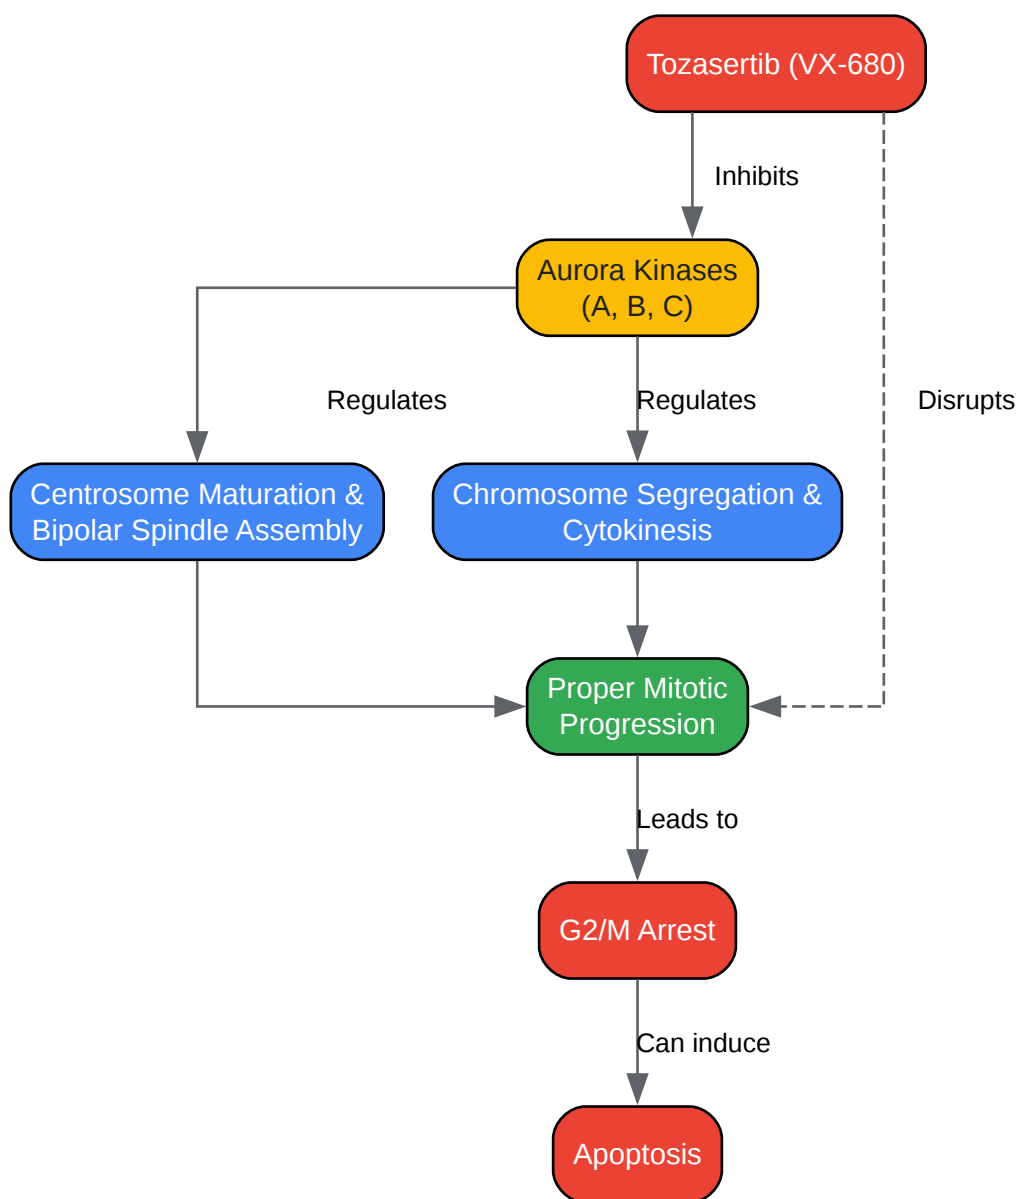 Tozasertib (VX-680)
Inhibits
Aurora Kinases
(A, B, C)
Regulates
Regulates
Disrupts
Centrosome Maturation &
Bipolar Spindle Assembly
Chromosome Segregation &
Cytokinesis
Proper Mitotic
Progression
Leads to
G2/M Arrest
Can induce
Apoptosis